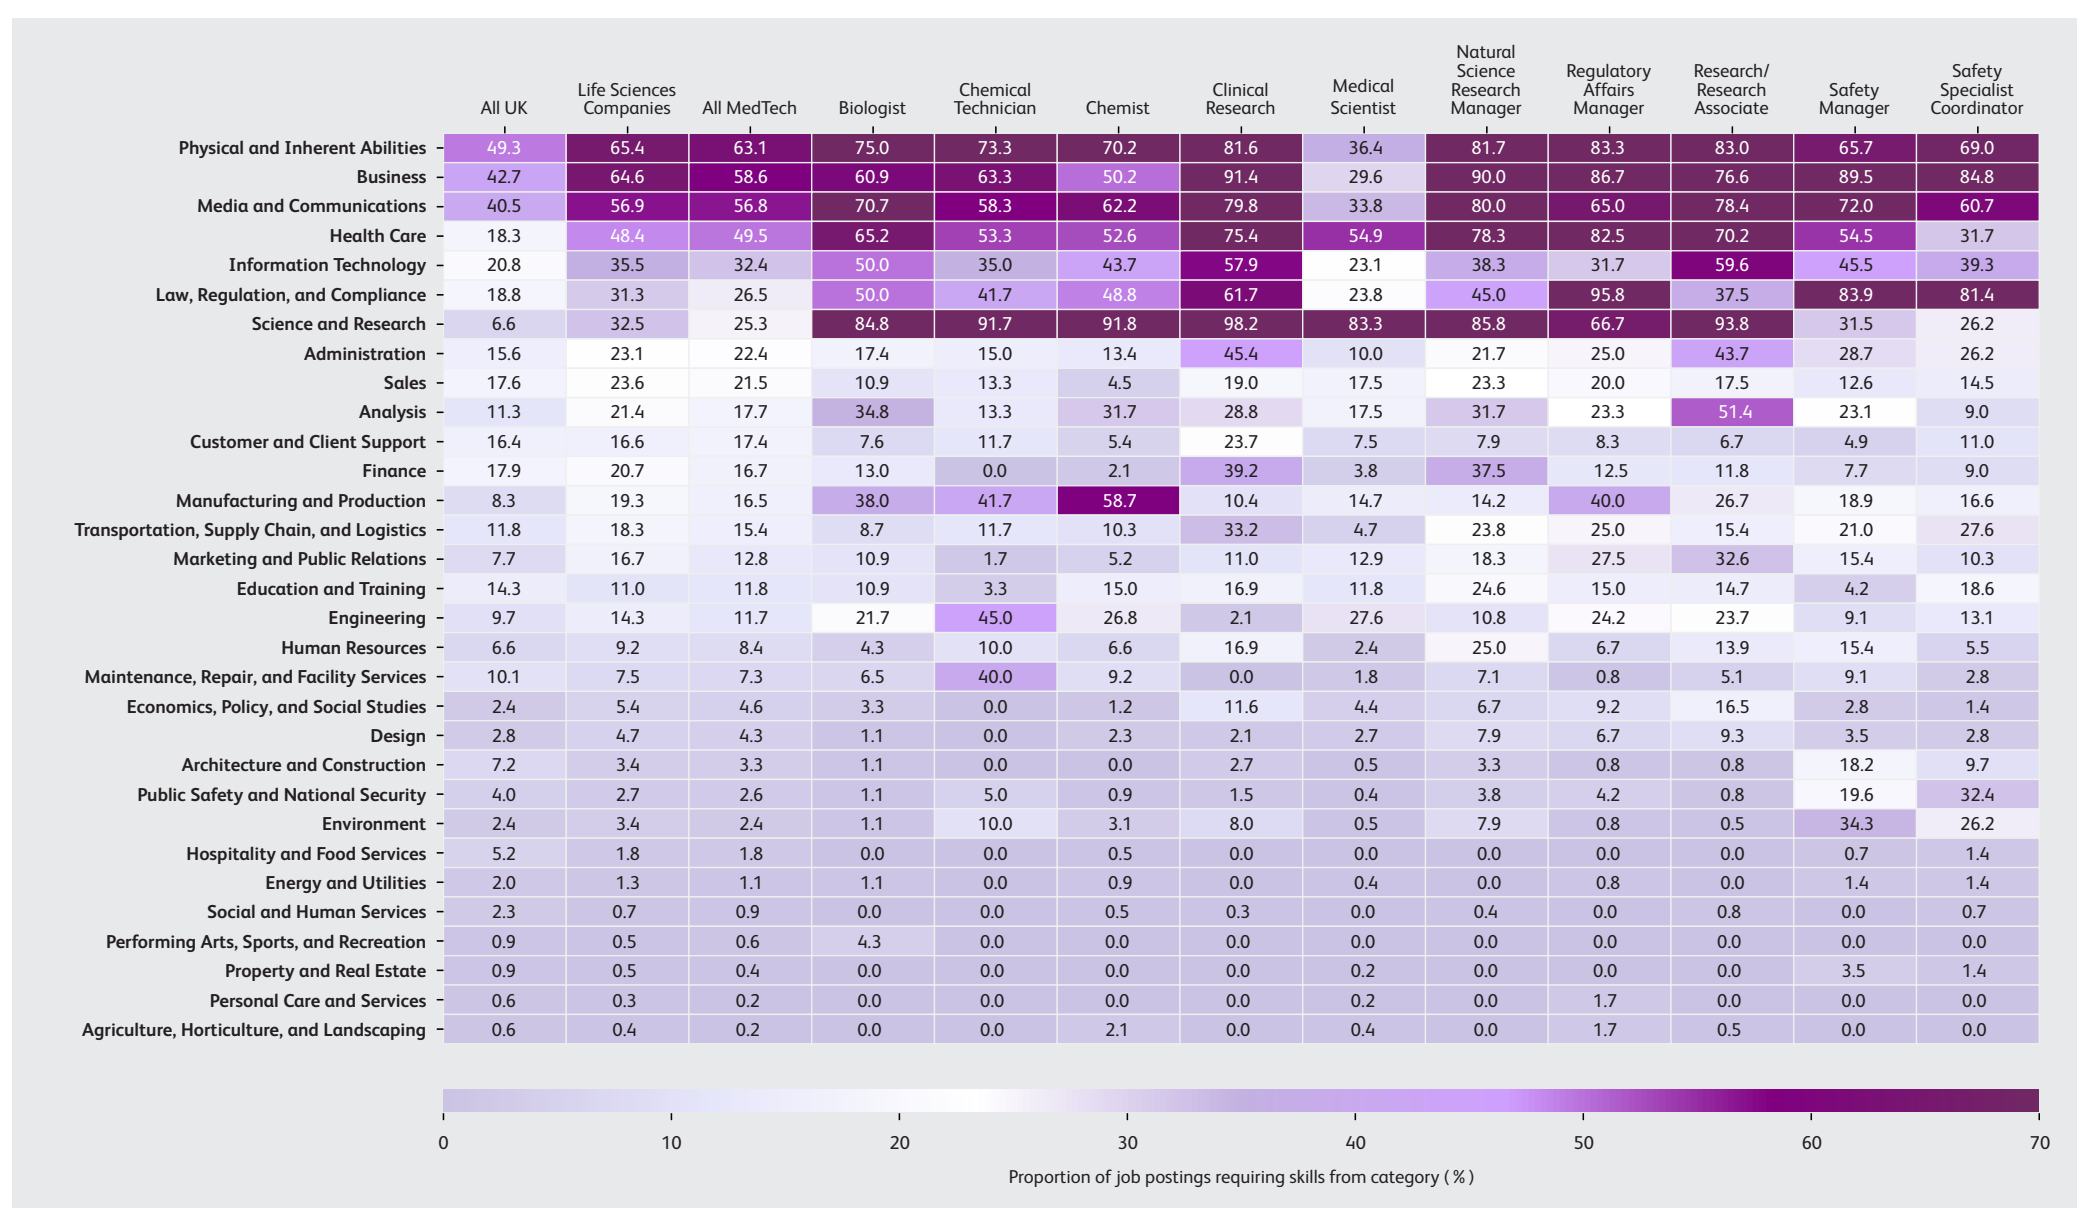 All UK Life Sciences Companies All MedTech Biologist Chemical Technician Chemist Clinical Research Medical Scientist Natural Science Research Manager Regulatory Affairs Manager Research/ Research Associate Safety Manager Safety Specialist Coordinator
Physical and Inherent Abilities 49.3 65.4 63.1 75.0 73.3 70.2 81.6 36.4 81.7 83.3 83.0 65.7 69.0
Business 42.7 64.6 58.6 60.9 63.3 50.2 91.4 29.6 90.0 86.7 76.6 89.5 84.8
Media and Communications 40.5 56.9 56.8 70.7 58.3 62.2 79.8 33.8 80.0 65.0 78.4 72.0 60.7
Health Care 18.3 48.4 49.5 65.2 53.3 52.6 75.4 54.9 78.3 82.5 70.2 54.5 31.7
Information Technology 20.8 35.5 32.4 50.0 35.0 43.7 57.9 23.1 38.3 31.7 59.6 45.5 39.3
Law, Regulation, and Compliance 18.8 31.3 26.5 50.0 41.7 48.8 61.7 23.8 45.0 95.8 37.5 83.9 81.4
Science and Research 6.6 32.5 25.3 84.8 91.7 91.8 98.2 83.3 85.8 66.7 93.8 31.5 26.2
Administration 15.6 23.1 22.4 17.4 15.0 13.4 45.4 10.0 21.7 25.0 43.7 28.7 26.2
Sales 17.6 23.6 21.5 10.9 13.3 4.5 19.0 17.5 23.3 20.0 17.5 12.6 14.5
Analysis 11.3 21.4 17.7 34.8 13.3 31.7 28.8 17.5 31.7 23.3 51.4 23.1 9.0
Customer and Client Support 16.4 16.6 17.4 7.6 11.7 5.4 23.7 7.5 7.9 8.3 6.7 4.9 11.0
Finance 17.9 20.7 16.7 13.0 0.0 2.1 39.2 3.8 37.5 12.5 11.8 7.7 9.0
Manufacturing and Production 8.3 19.3 16.5 38.0 41.7 58.7 10.4 14.7 14.2 40.0 26.7 18.9 16.6
Transportation, Supply Chain, and Logistics 11.8 18.3 15.4 8.7 11.7 10.3 33.2 4.7 23.8 25.0 15.4 21.0 27.6
Marketing and Public Relations 7.7 16.7 12.8 10.9 1.7 5.2 11.0 12.9 18.3 27.5 32.6 15.4 10.3
Education and Training 14.3 11.0 11.8 10.9 3.3 15.0 16.9 11.8 24.6 15.0 14.7 4.2 18.6
Engineering 9.7 14.3 11.7 21.7 45.0 26.8 2.1 27.6 10.8 24.2 23.7 9.1 13.1
Human Resources 6.6 9.2 8.4 4.3 10.0 6.6 16.9 2.4 25.0 6.7 13.9 15.4 5.5
Maintenance, Repair, and Facility Services 10.1 7.5 7.3 6.5 40.0 9.2 0.0 1.8 7.1 0.8 5.1 9.1 2.8
Economics, Policy, and Social Studies 2.4 5.4 4.6 3.3 0.0 1.2 11.6 4.4 6.7 9.2 16.5 2.8 1.4
Design 2.8 4.7 4.3 1.1 0.0 2.3 2.1 2.7 7.9 6.7 9.3 3.5 2.8
Architecture and Construction 7.2 3.4 3.3 1.1 0.0 0.0 2.7 0.5 3.3 0.8 0.8 18.2 9.7
Public Safety and National Security 4.0 2.7 2.6 1.1 5.0 0.9 1.5 0.4 3.8 4.2 0.8 19.6 32.4
Environment 2.4 3.4 2.4 1.1 10.0 3.1 8.0 0.5 7.9 0.8 0.5 34.3 26.2
Hospitality and Food Services 5.2 1.8 1.8 0.0 0.0 0.5 0.0 0.0 0.0 0.0 0.0 0.7 1.4
Energy and Utilities 2.0 1.3 1.1 1.1 0.0 0.9 0.0 0.4 0.0 0.8 0.0 1.4 1.4
Social and Human Services 2.3 0.7 0.9 0.0 0.0 0.5 0.3 0.0 0.4 0.0 0.8 0.0 0.7
Performing Arts, Sports, and Recreation 0.9 0.5 0.6 4.3 0.0 0.0 0.0 0.0 0.0 0.0 0.0 0.0 0.0
Property and Real Estate 0.9 0.5 0.4 0.0 0.0 0.0 0.0 0.2 0.0 0.0 0.0 3.5 1.4
Personal Care and Services 0.6 0.3 0.2 0.0 0.0 0.0 0.0 0.2 0.0 1.7 0.0 0.0 0.0
Agriculture, Horticulture, and Landscaping 0.6 0.4 0.2 0.0 0.0 2.1 0.0 0.4 0.0 1.7 0.5 0.0 0.0
0 10 20 30 40 50 60 70
Proportion of job postings requiring skills from category (%)